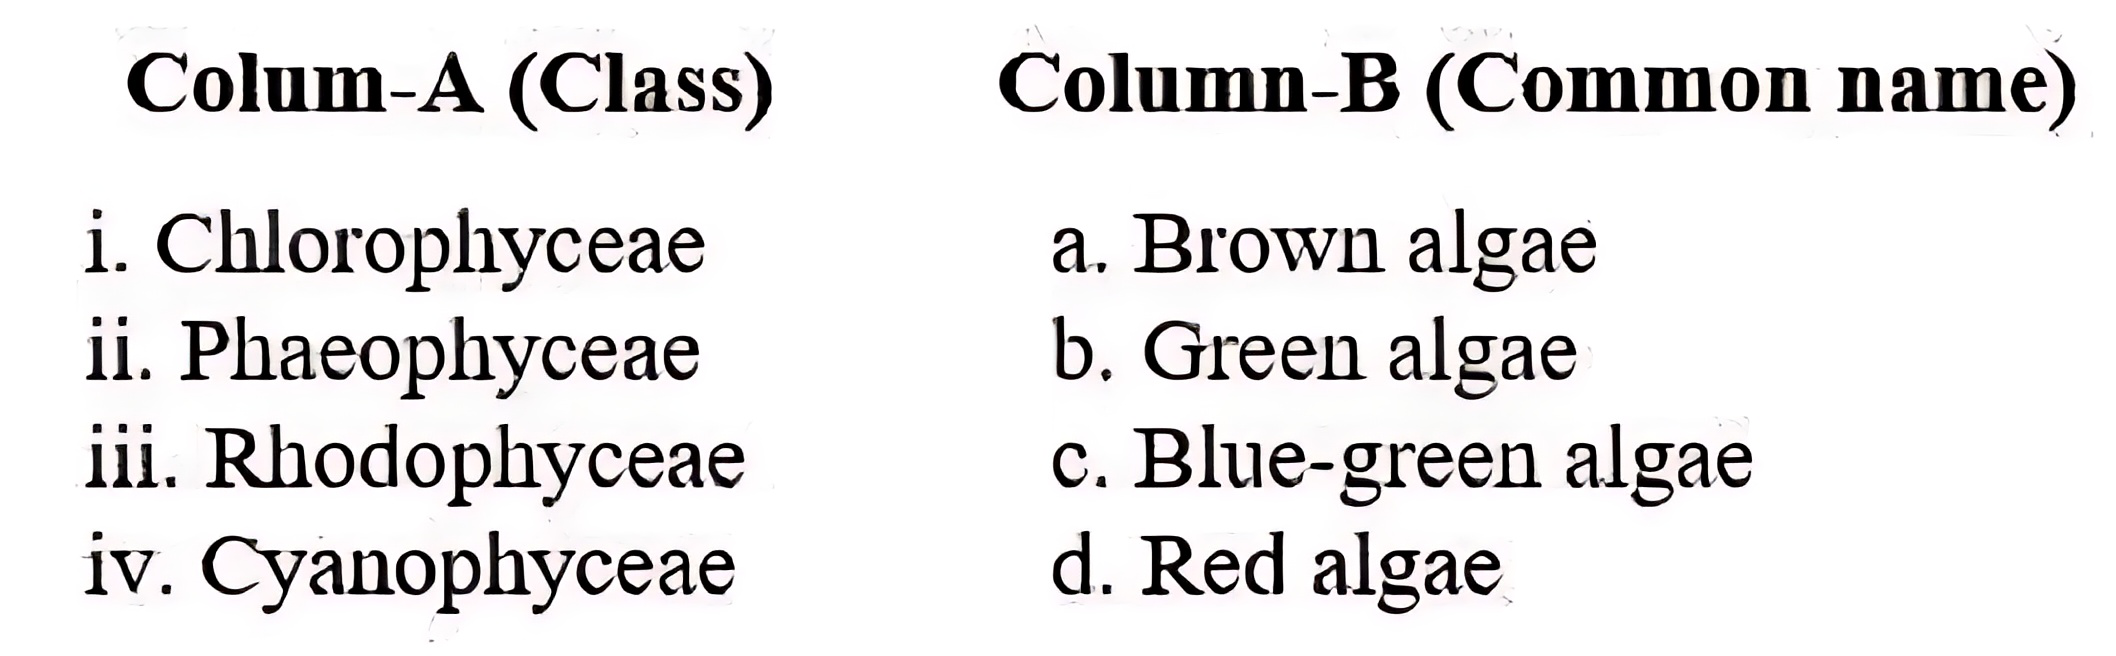 Colum-A (Class) Column-B (Common name)
i. Chlorophyceae a. Brown algae
ii. Phaeophyceae b. Green algae
iii. Rhodophyceae c. Blue-green algae
iv. Cyanophyceae d. Red algae